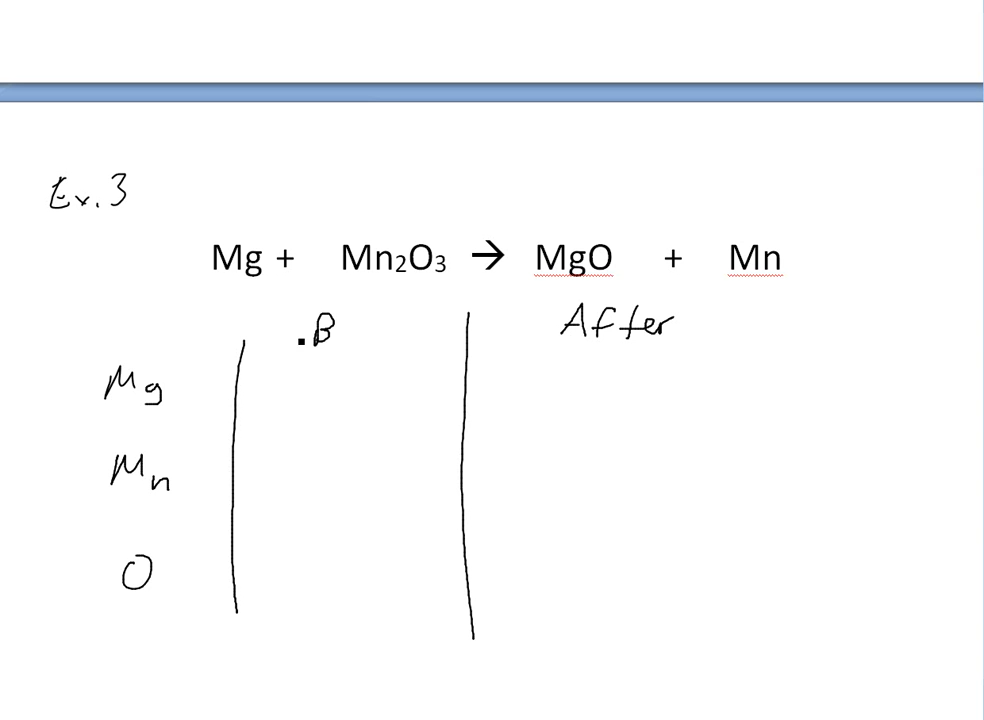 Ex. 3
Mg + Mn2O3 → MgO + Mn
.B After
Mg
Mn
O